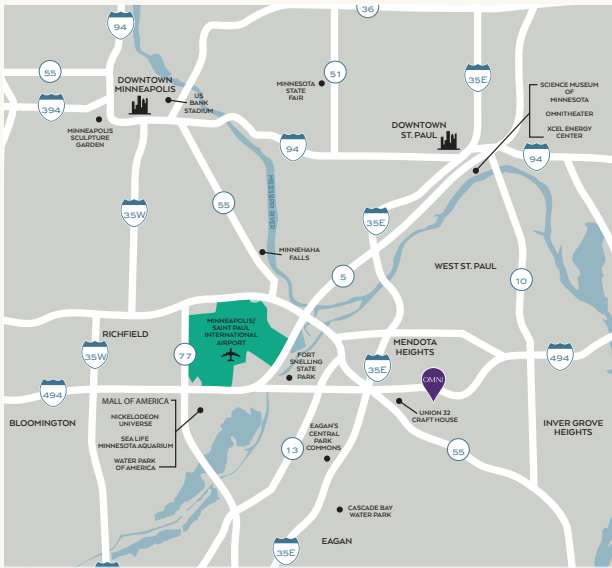 36
94
55
51
35E
DOWNTOWN
MINNEAPOLIS
MINNESOTA
STATE
FAIR
SCIENCE MUSEUM
OF
MINNESOTA
OMNITHEATER
XCEL ENERGY
CENTER
394
US
BANK
STADIUM
MINNEAPOLIS
SCULPTURE
GARDEN
DOWNTOWN
ST. PAUL
94
94
MISSISSIPPI RIVER
55
35W
35E
MINNEHAHA
FALLS
5
WEST ST. PAUL
10
MINNEAPOLIS/
SAINT PAUL
INTERNATIONAL
AIRPORT
RICHFIELD
35W
77
FORT
SNELLING
STATE
PARK
MENDOTA
HEIGHTS
494
35E
OMNI
494
MALL OF AMERICA
NICKELODEON
UNIVERSE
SEA LIFE
MINNESOTA AQUARIUM
WATER PARK
OF AMERICA
BLOOMINGTON
UNION 32
CRAFT HOUSE
INVER GROVE
HEIGHTS
EAGAN'S
CENTRAL
PARK
COMMONS
13
55
CASCADE BAY
WATER PARK
EAGAN
35E